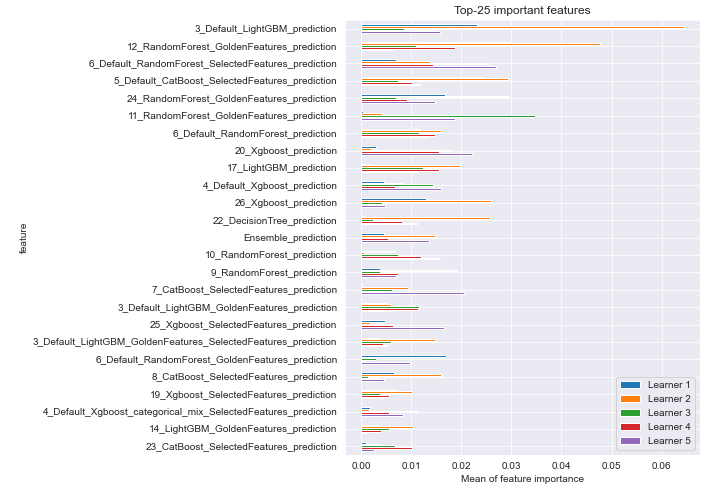 Top-25 important features
3_Default_LightGBM_prediction
12_RandomForest_GoldenFeatures_prediction
6_Default_RandomForest_SelectedFeatures_prediction
5_Default_CatBoost_SelectedFeatures_prediction
24_RandomForest_GoldenFeatures_prediction
11_RandomForest_GoldenFeatures_prediction
6_Default_RandomForest_prediction
20_Xgboost_prediction
17_LightGBM_prediction
4_Default_Xgboost_prediction
26_Xgboost_prediction
22_DecisionTree_prediction
Ensemble_prediction
10_RandomForest_prediction
9_RandomForest_prediction
7_CatBoost_SelectedFeatures_prediction
3_Default_LightGBM_GoldenFeatures_prediction
25_Xgboost_SelectedFeatures_prediction
3_Default_LightGBM_GoldenFeatures_SelectedFeatures_prediction
6_Default_RandomForest_GoldenFeatures_prediction
8_CatBoost_SelectedFeatures_prediction
19_Xgboost_SelectedFeatures_prediction
4_Default_Xgboost_categorical_mix_SelectedFeatures_prediction
14_LightGBM_GoldenFeatures_prediction
23_CatBoost_SelectedFeatures_prediction
feature
Learner 1
Learner 2
Learner 3
Learner 4
Learner 5
0.00 0.01 0.02 0.03 0.04 0.05 0.06
Mean of feature importance